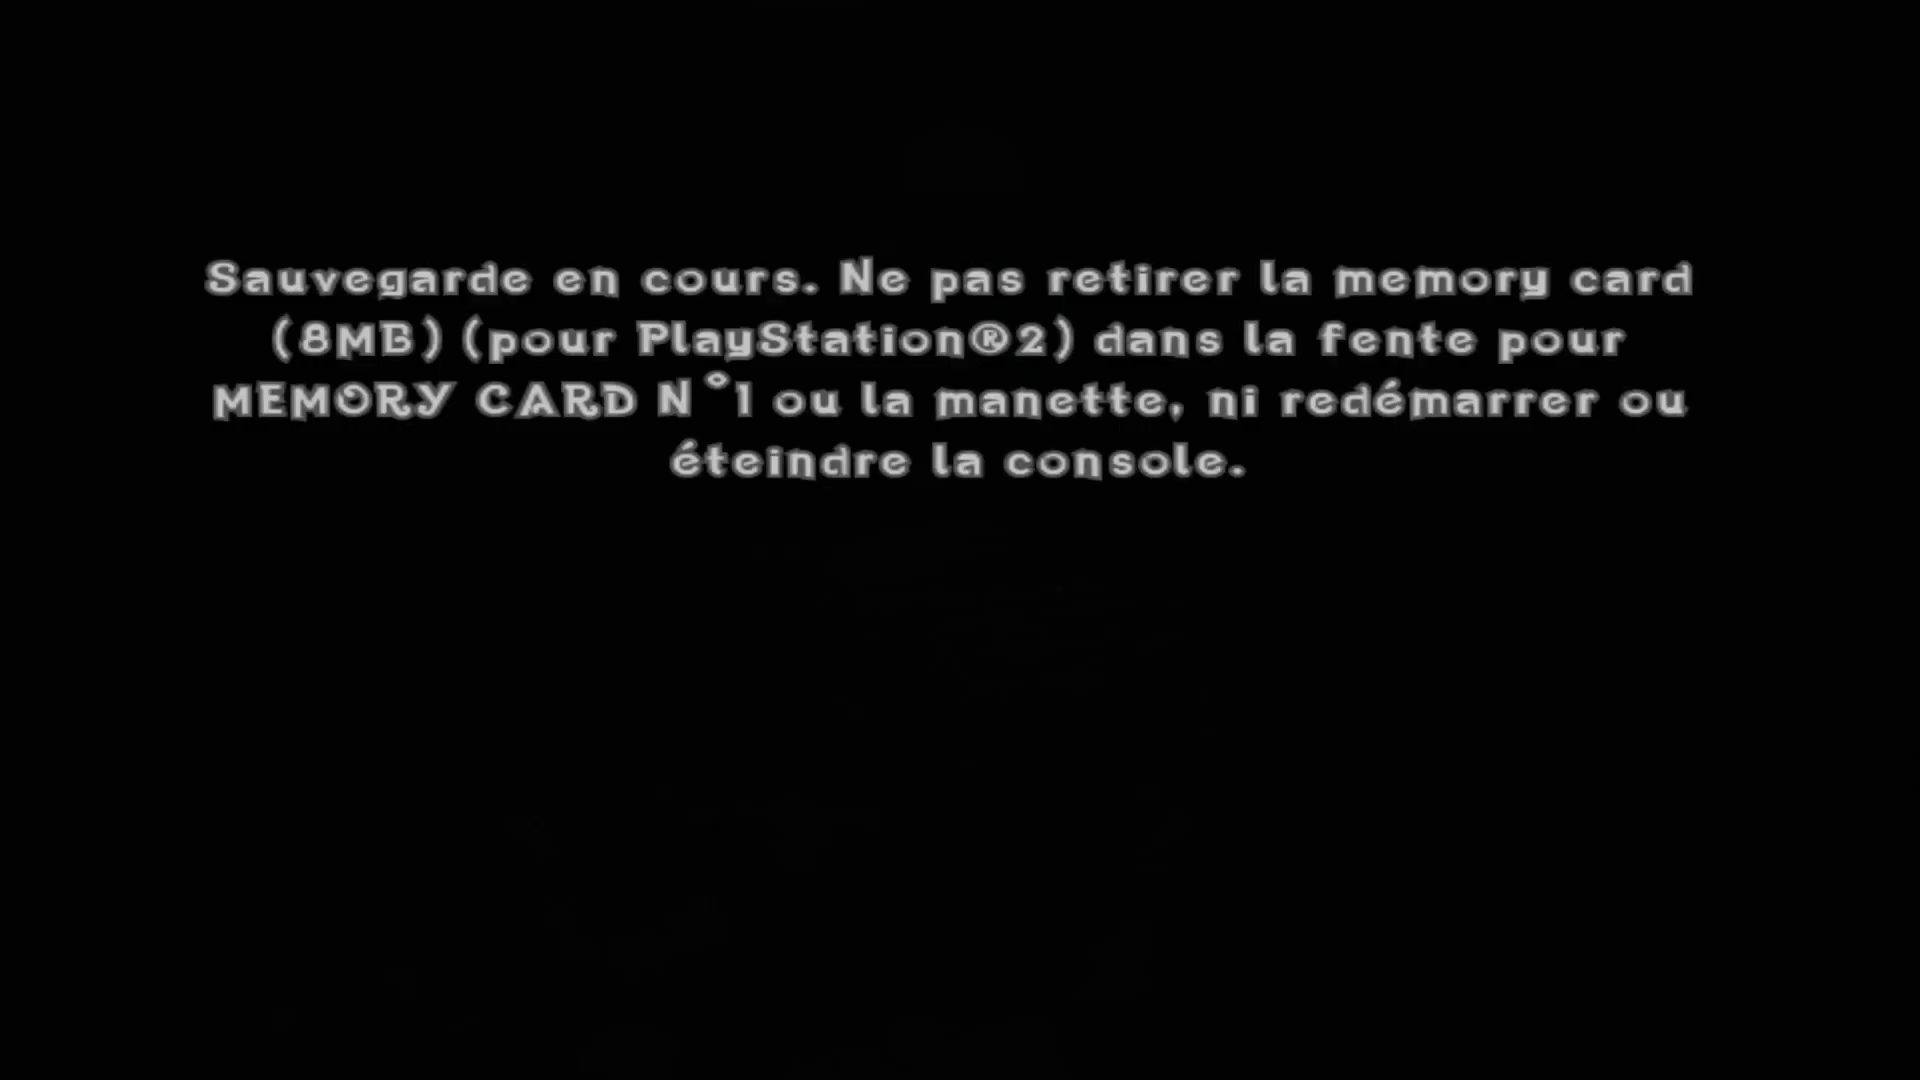 Sauvegarde en cours. Ne pas retirer la memory card
(8MB) (pour PlayStation®2) dans la fente pour
MEMORY CARD N°1 ou la manette, ni redémarrer ou
éteindre la console.